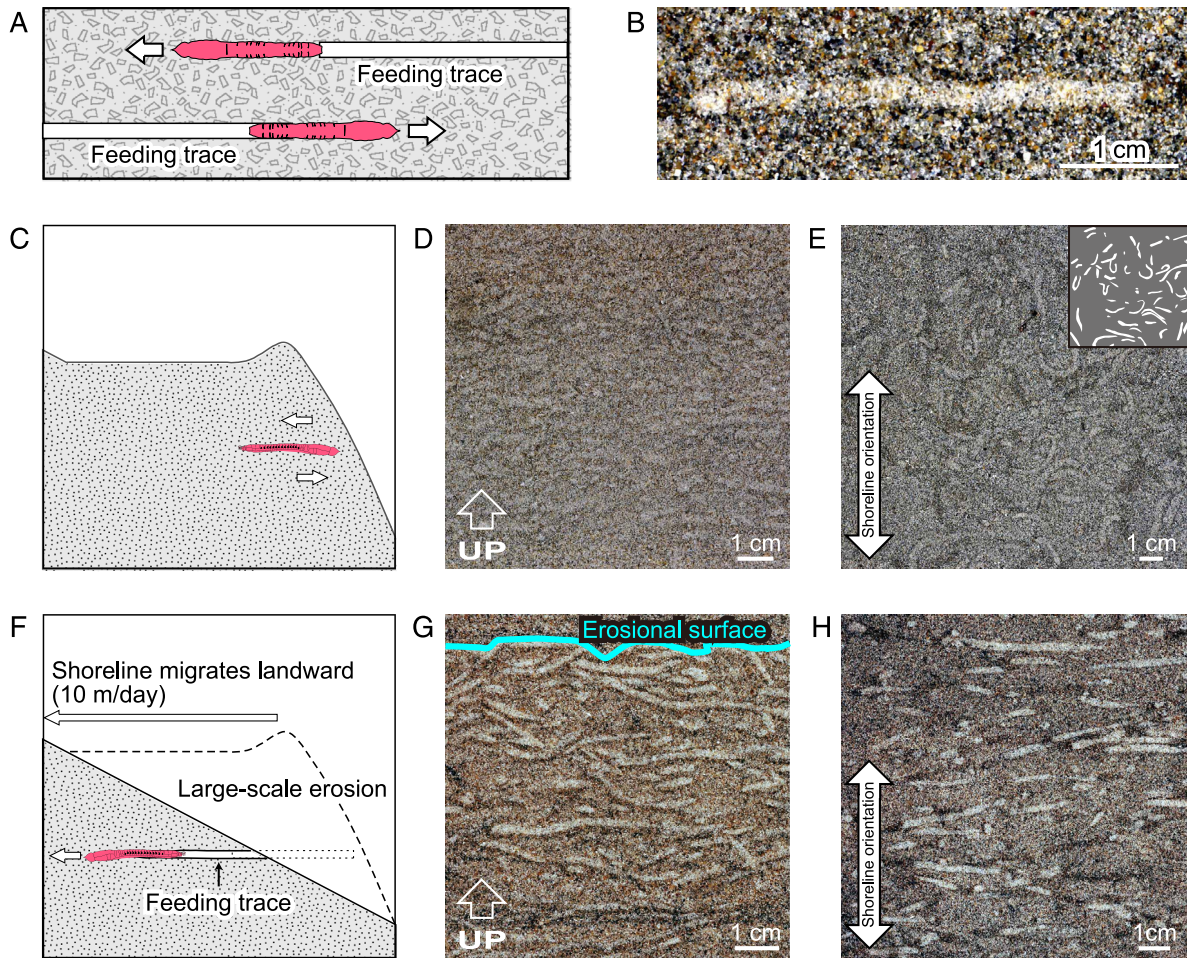 A
Feeding trace
Feeding trace
B
1 cm
C
D
UP
1 cm
E
Shoreline orientation
1 cm
F
Shoreline migrates landward
(10 m/day)
Large-scale erosion
Feeding trace
G
Erosional surface
UP
1 cm
H
Shoreline orientation
1cm